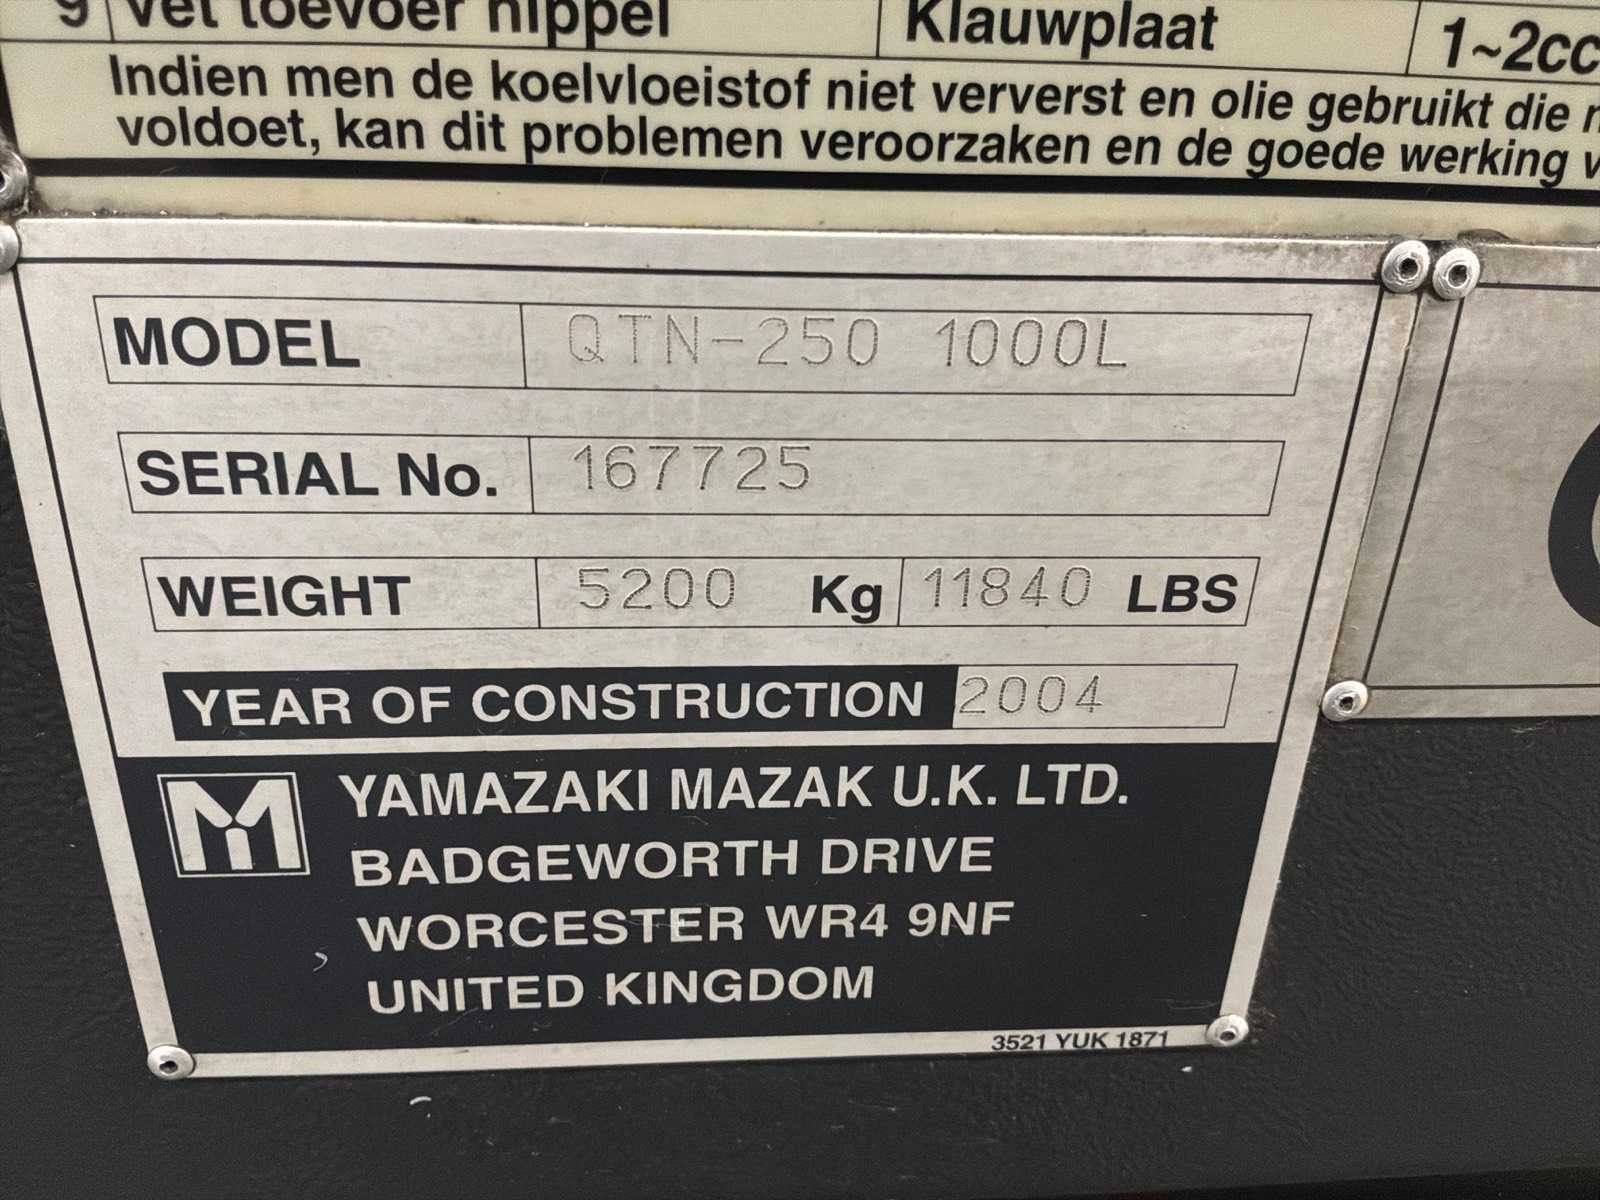 9 Vet toevoer nippel Klauwplaat 1~2cc
Indien men de koelvloeistof niet ververst en olie gebruikt die
voldoet, kan dit problemen veroorzaken en de goede werking
MODEL QTN-250 1000L
SERIAL No. 167725
WEIGHT 5200 Kg 11840 LBS
YEAR OF CONSTRUCTION 2004
YAMAZAKI MAZAK U.K. LTD.
BADGEWORTH DRIVE
WORCESTER WR4 9NF
UNITED KINGDOM
3521 YUK 1871